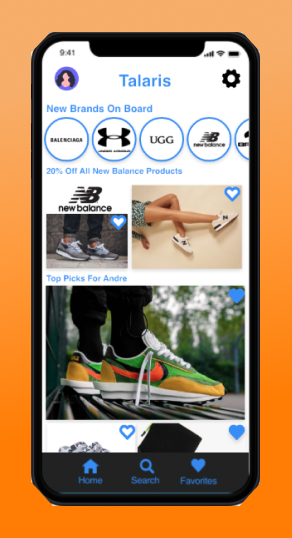 9:41
Talaris
New Brands On Board
BALENCIAGA
UNDER ARMOUR
UGG
new balance
20% Off All New Balance Products
NB
new balance
Top Picks For Andre
Home
Search
Favorites